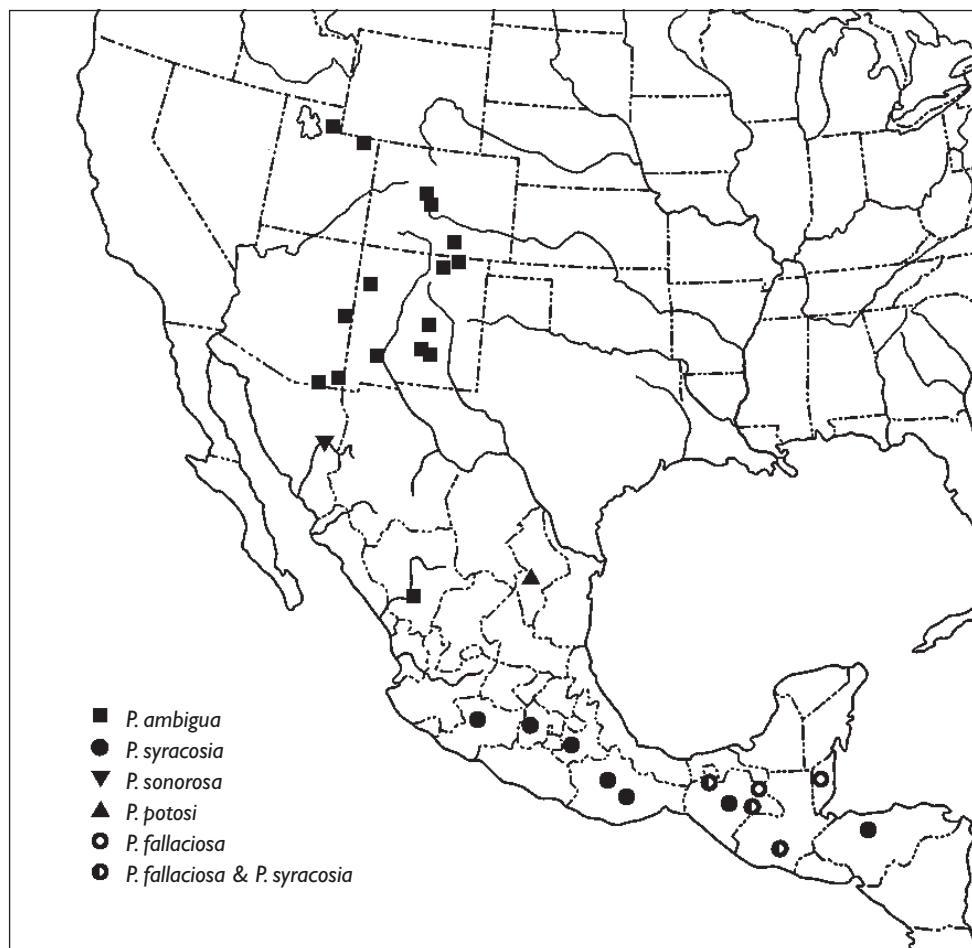 P. ambigua
P. syracosia
P. sonorosa
P. potosi
P. fallaciosa
P. fallaciosa & P. syracosia